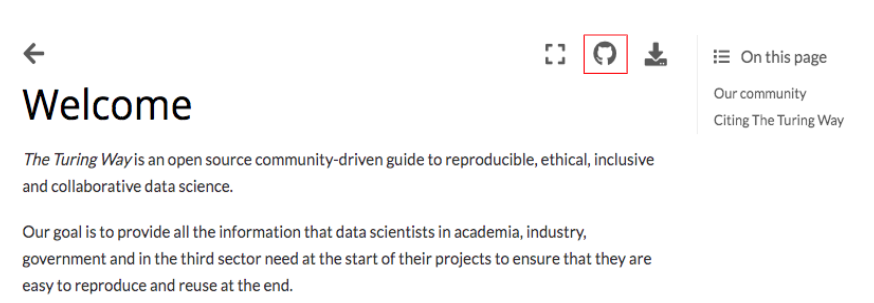 On this page
Welcome
Our community
Citing The Turing Way
The Turing Way is an open source community-driven guide to reproducible, ethical, inclusive
and collaborative data science.
Our goal is to provide all the information that data scientists in academia, industry,
government and in the third sector need at the start of their projects to ensure that they are
easy to reproduce and reuse at the end.